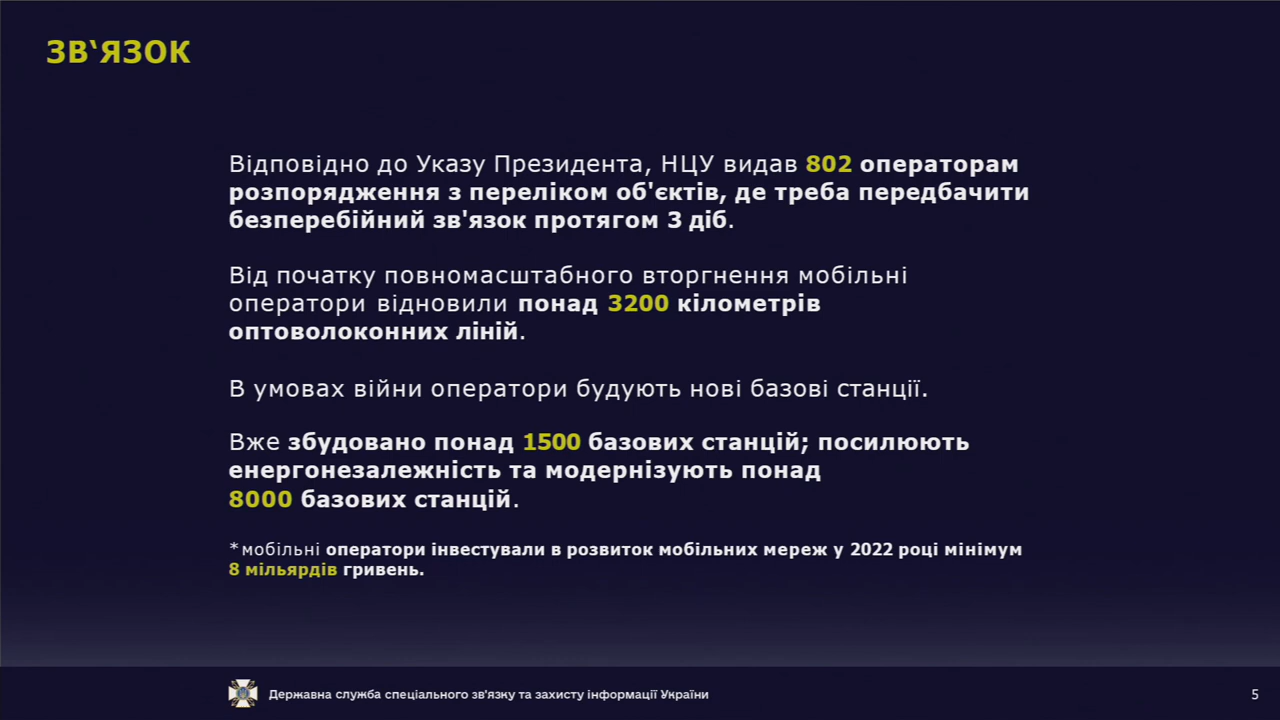 ЗВ‛ЯЗОК
Відповідно до Указу Президента, НЦУ видав 802 операторам
розпорядження з переліком об'єктів, де треба передбачити
безперебійний зв'язок протягом 3 діб.
Від початку повномасштабного вторгнення мобільні
оператори відновили понад 3200 кілометрів
оптоволоконних ліній.
В умовах війни оператори будують нові базові станції.
Вже збудовано понад 1500 базових станцій; посилюють
енергонезалежність та модернізують понад
8000 базових станцій.
*мобільні оператори інвестували в розвиток мобільних мереж у 2022 році мінімум
8 мільярдів гривень.
Державна служба спеціального зв'язку та захисту інформації України
5